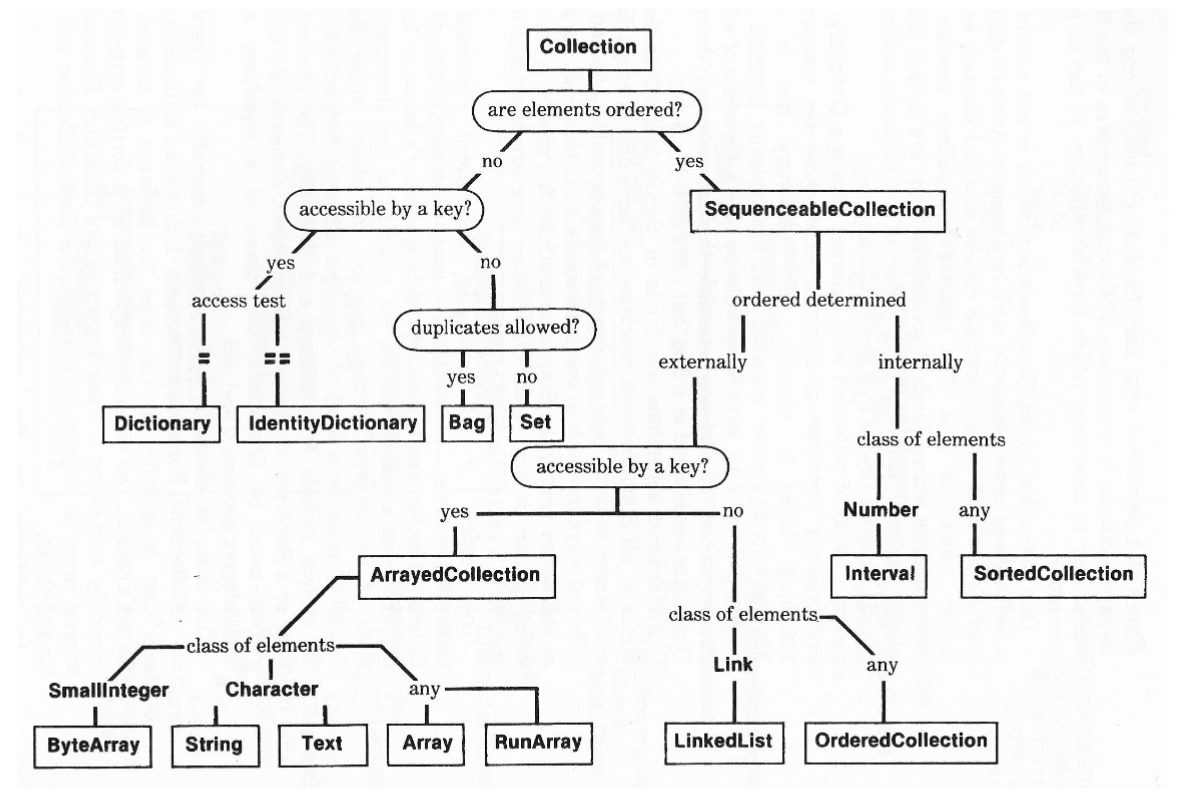 Collection
are elements ordered?
no
yes
accessible by a key?
SequenceableCollection
yes
no
access test
ordered determined
duplicates allowed?
=
==
externally
internally
yes
no
Dictionary
IdentityDictionary
Bag
Set
class of elements
accessible by a key?
yes
no
Number
any
ArrayedCollection
Interval
SortedCollection
class of elements
class of elements
Link
any
SmallInteger
Character
any
ByteArray
String
Text
Array
RunArray
LinkedList
OrderedCollection